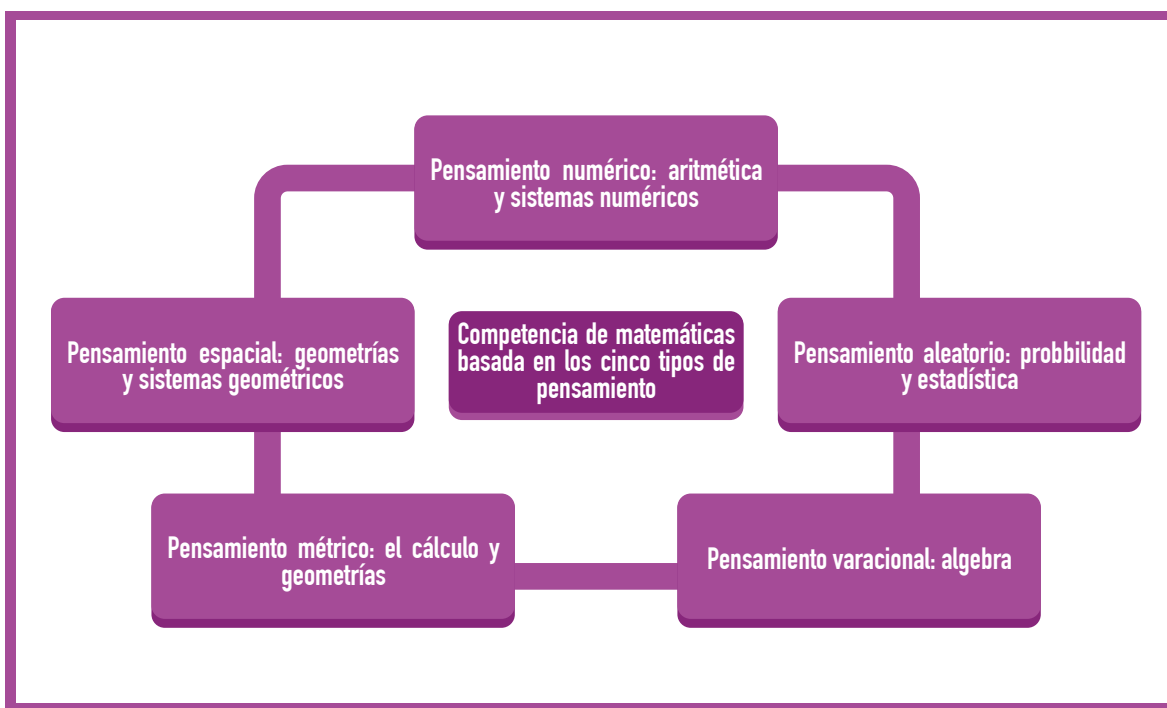 Pensamiento numérico: aritmética
y sistemas numéricos
Pensamiento espacial: geometrías
y sistemas geométricos
Competencia de matemáticas
basada en los cinco tipos de
pensamiento
Pensamiento aleatorio: probbilidad
y estadística
Pensamiento métrico: el cálculo y
geometrías
Pensamiento varacional: algebra